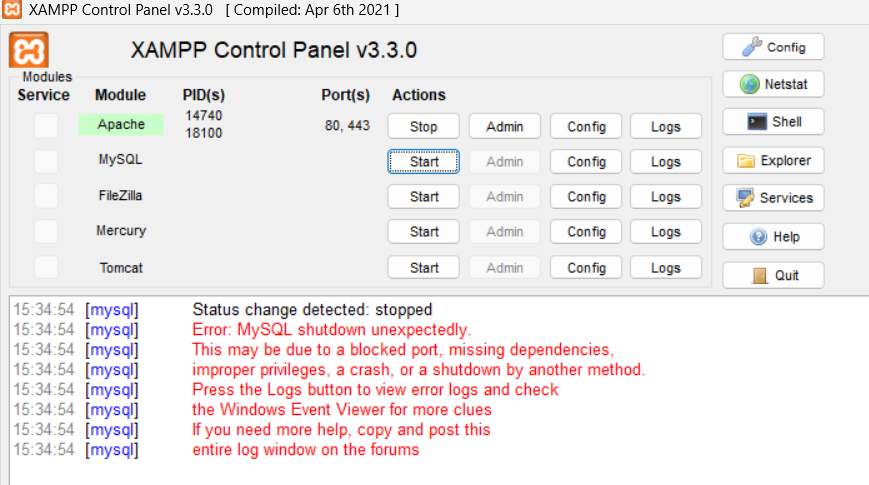 XAMPP Control Panel v3.3.0 [ Compiled: Apr 6th 2021 ]
XAMPP Control Panel v3.3.0
Config
Modules
Service Module PID(s) Port(s) Actions
Netstat
Apache 14740 18100 80, 443 Stop Admin Config Logs
Shell
MySQL Start Admin Config Logs
Explorer
FileZilla Start Admin Config Logs
Services
Mercury Start Admin Config Logs
Help
Tomcat Start Admin Config Logs
Quit
15:34:54 [mysql] Status change detected: stopped
15:34:54 [mysql] Error: MySQL shutdown unexpectedly.
15:34:54 [mysql] This may be due to a blocked port, missing dependencies,
15:34:54 [mysql] improper privileges, a crash, or a shutdown by another method.
15:34:54 [mysql] Press the Logs button to view error logs and check
15:34:54 [mysql] the Windows Event Viewer for more clues
15:34:54 [mysql] If you need more help, copy and post this
15:34:54 [mysql] entire log window on the forums